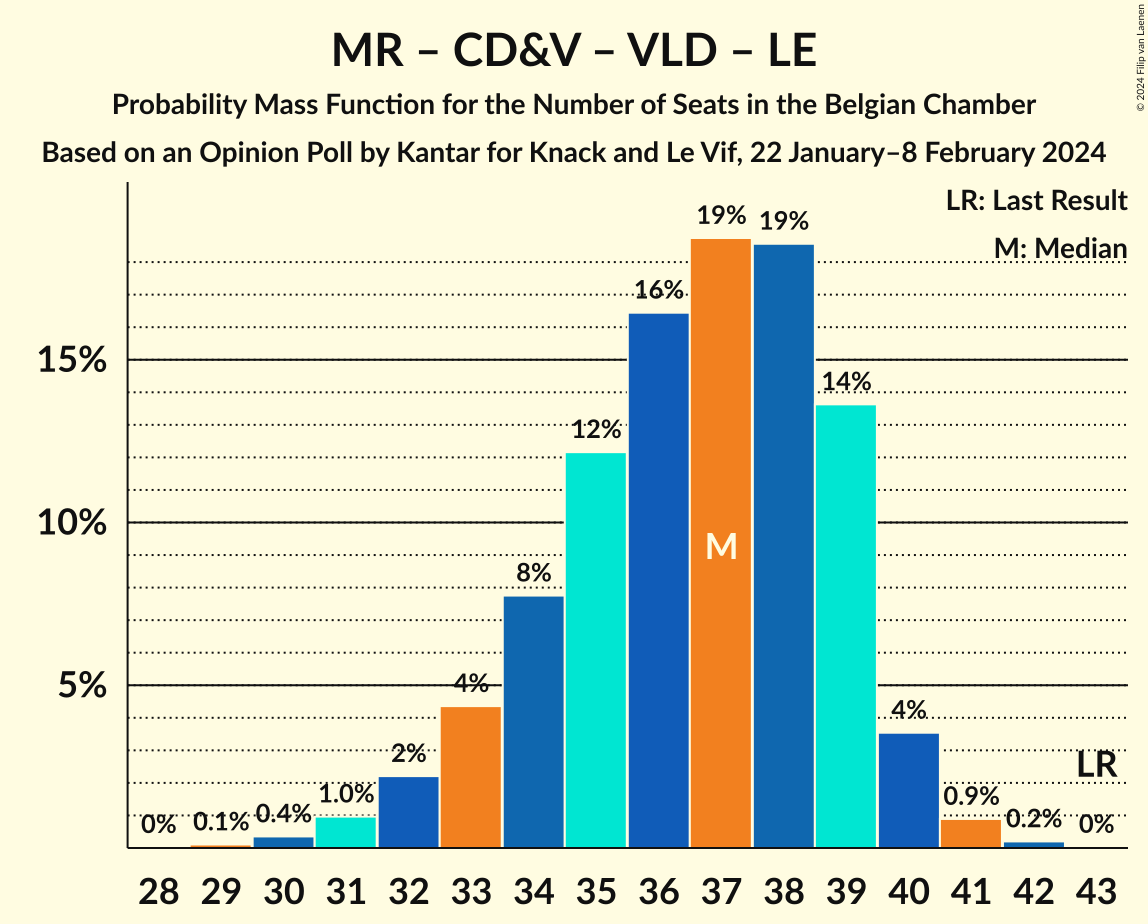 MR – CD&V – VLD – LE
Probability Mass Function for the Number of Seats in the Belgian Chamber
Based on an Opinion Poll by Kantar for Knack and Le Vif, 22 January–8 February 2024
© 2024 Filip van Laenen
LR: Last Result
M: Median
15%
10%
5%
0%
0.1%
0.4%
1.0%
2%
4%
8%
12%
16%
19%
19%
14%
4%
0.9%
0.2%
0%
M
LR
28 29 30 31 32 33 34 35 36 37 38 39 40 41 42 43